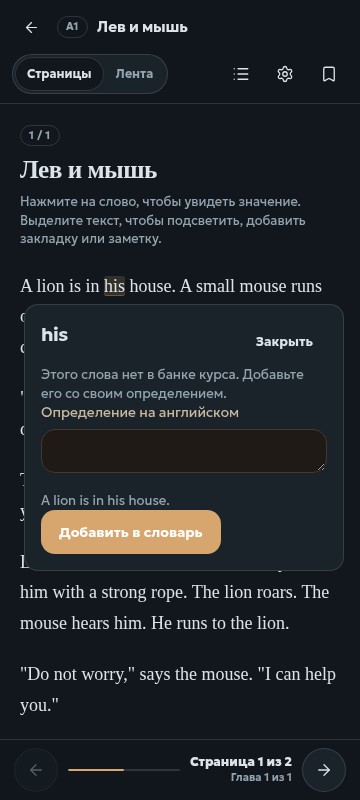 A1 Лев и мышь
Страницы Лента
1 / 1
Лев и мышь
Нажмите на слово, чтобы увидеть значение.
Выделите текст, чтобы подсветить, добавить
закладку или заметку.
A lion is in his house. A small mouse runs
his
Закрыть
Этого слова нет в банке курса. Добавьте
его со своим определением.
Определение на английском
A lion is in his house.
Добавить в словарь
him with a strong rope. The lion roars. The
mouse hears him. He runs to the lion.
"Do not worry," says the mouse. "I can help
you."
Страница 1 из 2
Глава 1 из 1